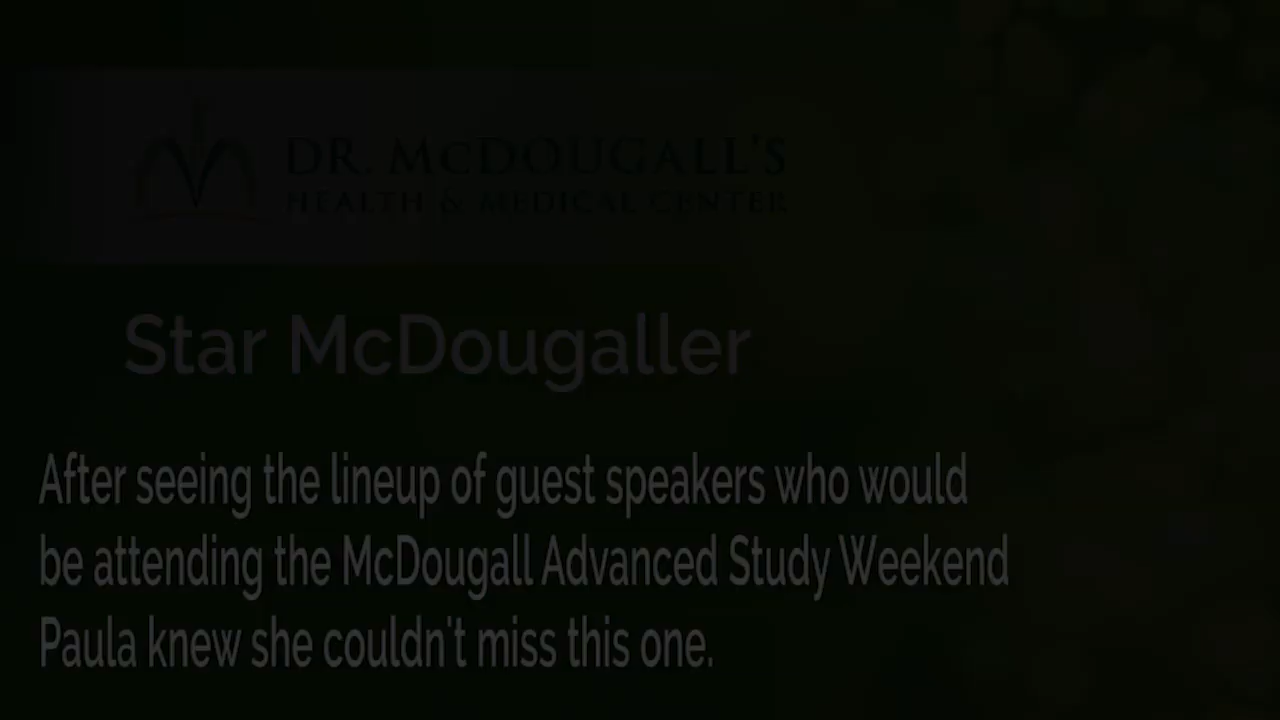 DR. McDOUGALL'S
HEALTH & MEDICAL CENTER
Star McDougaller
After seeing the lineup of guest speakers who would
be attending the McDougall Advanced Study Weekend
Paula knew she couldn't miss this one.